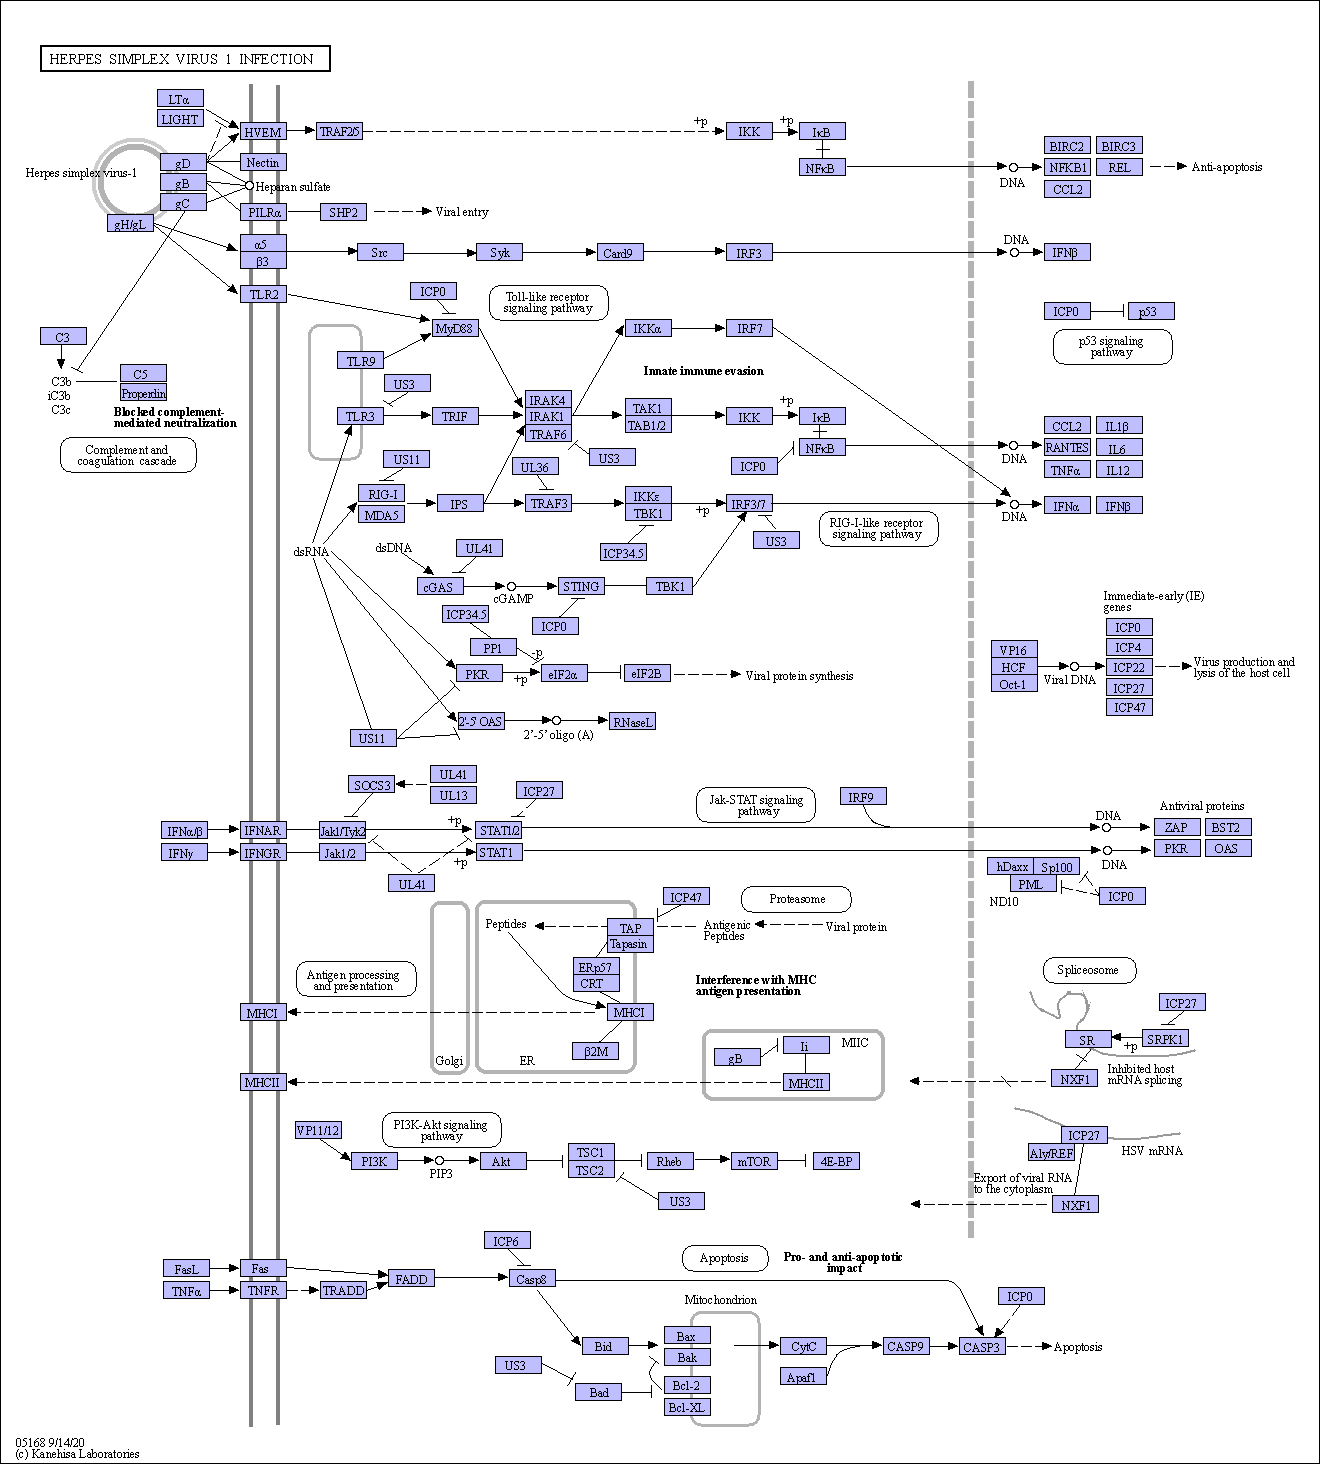 HERPES SIMPLEX VIRUS 1 INFECTION
LTα
LIGHT
HVEM
TRAF2/5
+p
IKK
+p
IκB
NFκB
DNA
BIRC2
BIRC3
NFKB1
REL
CCL2
Anti-apoptosis
Herpes simplex virus-1
gD
gB
gC
gH/gL
Nectin
Heparan sulfate
PILRα
SHP2
Viral entry
α5
β3
Src
Syk
Card9
IRF3
DNA
IFNβ
TLR2
ICP0
MyD88
Toll-like receptor
signaling pathway
IKKα
IRF7
ICP0
p53
p53 signaling
pathway
C3
C3b
iC3b
C3c
C5
Properdin
Blocked complement-
mediated neutralization
Complement and
coagulation cascade
TLR9
Innate immune evasion
US3
TLR3
TRIF
IRAK4
IRAK1
TRAF6
TAK1
TAB1/2
IKK
+p
IκB
NFκB
ICP0
US3
DNA
CCL2
IL1β
RANTES
IL6
TNFα
IL12
US11
RIG-I
MDA5
IPS
UL36
TRAF3
IKKε
TBK1
+p
IRF3/7
ICP34.5
US3
RIG-I-like receptor
signaling pathway
DNA
IFNα
IFNβ
dsRNA
dsDNA
UL41
cGAS
cGAMP
STING
TBK1
ICP0
ICP34.5
PP1
-p
PKR
+p
eIF2α
eIF2B
Viral protein synthesis
US11
2'-5' OAS
2'-5' oligo (A)
RNaseL
Immediate-early (IE)
genes
VP16
HCF
Oct-1
Viral DNA
ICP0
ICP4
ICP22
ICP27
ICP47
Virus production and
lysis of the host cell
SOCS3
UL41
UL13
ICP27
Jak-STAT signaling
pathway
IRF9
IFNα/β
IFNAR
Jak1/Tyk2
+p
STAT1/2
DNA
Antiviral proteins
ZAP
BST2
IFNγ
IFNGR
Jak1/2
+p
STAT1
DNA
PKR
OAS
UL41
hDaxx
Sp100
PML
ND10
ICP0
Peptides
TAP
Tapasin
ICP47
Antigenic
Peptides
Proteasome
Viral protein
ERp57
CRT
MHCI
β2M
Golgi
ER
Antigen processing
and presentation
MHCI
Interference with MHC
antigen presentation
gB
Ii
MHCII
MIIC
MHCII
Spliceosome
ICP27
SR
+p
SRPK1
NXF1
Inhibited host
mRNA splicing
VP11/12
PI3K-Akt signaling
pathway
PI3K
PIP3
Akt
TSC1
TSC2
Rheb
mTOR
4E-BP
US3
ICP27
Aly/REF
HSV mRNA
Export of viral RNA
to the cytoplasm
NXF1
ICP6
Apoptosis
Pro- and anti-apoptotic
impact
FasL
Fas
TNFα
TNFR
TRADD
FADD
Casp8
Mitochondrion
ICP0
Bid
Bax
Bak
Bcl-2
Bcl-XL
US3
Bad
CytC
Apaf1
CASP9
CASP3
Apoptosis
05168 9/14/20
(c) Kanehisa Laboratories